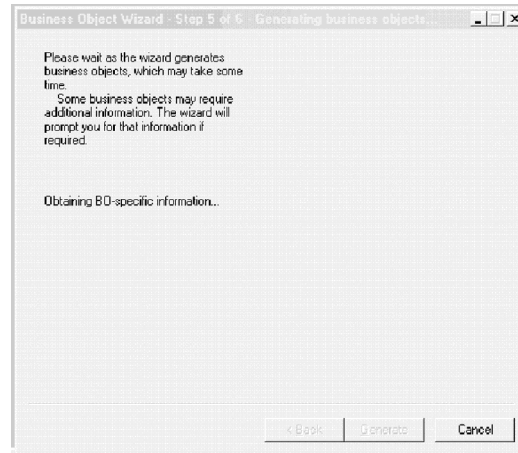 Business Object Wizard - Step 5 of 6 - Generating business objects...
Please wait as the wizard generates
business objects, which may take some
time.
Some business objects may require
additional information. The wizard will
prompt you for that information if
required.
Obtaining BO-specific information...
< Back
Generate
Cancel